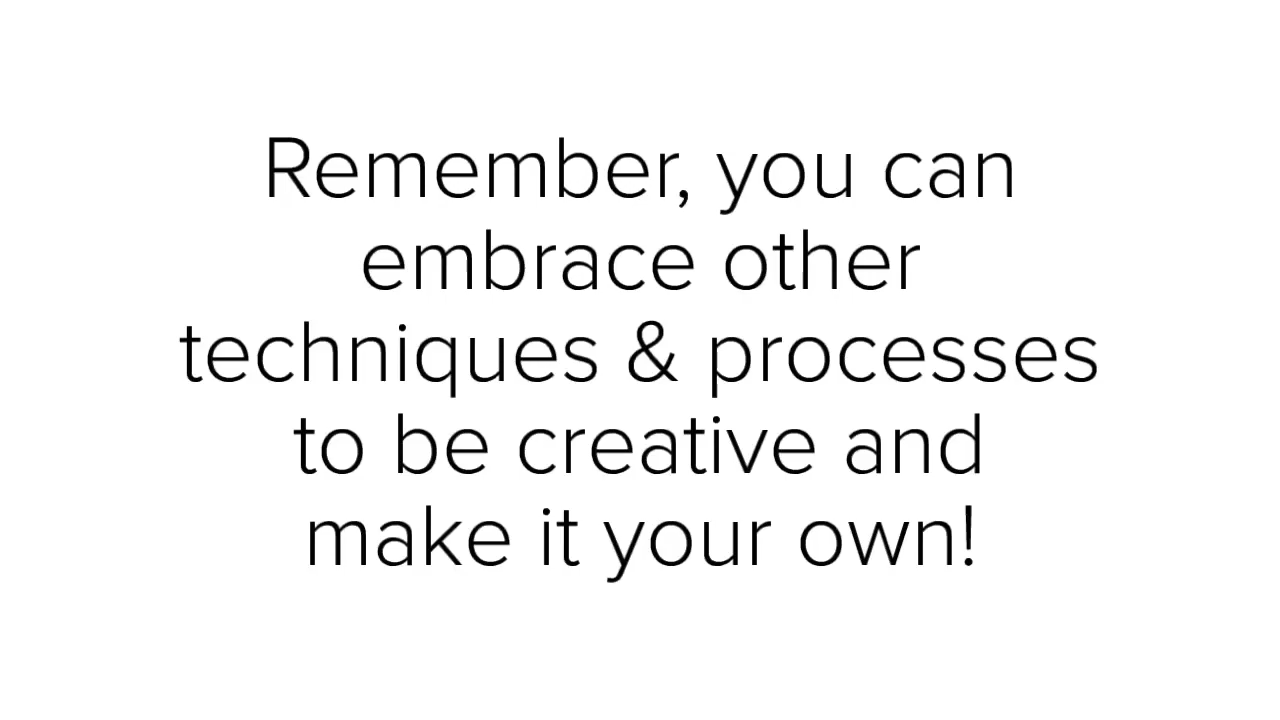 Remember, you can
embrace other
techniques & processes
to be creative and
make it your own!